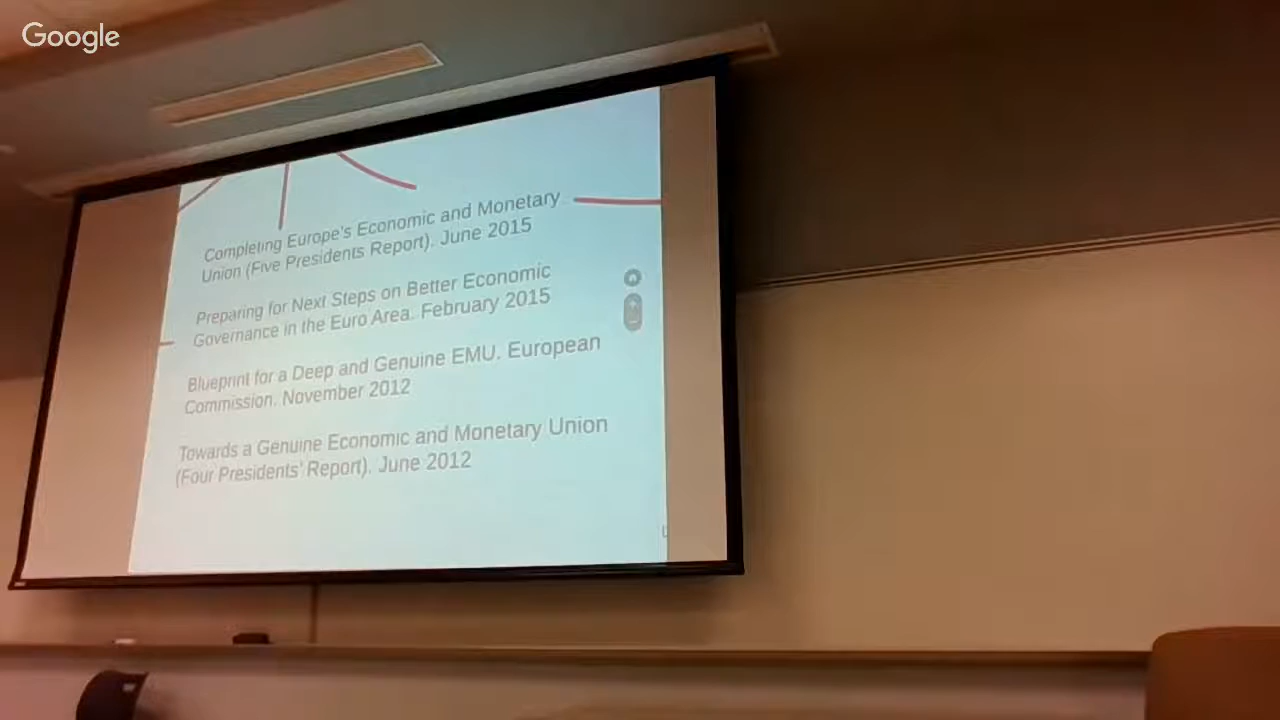 Google
Completing Europe's Economic and Monetary
Union (Five Presidents Report). June 2015
Preparing for Next Steps on Better Economic
Governance in the Euro Area. February 2015
Blueprint for a Deep and Genuine EMU. European
Commission. November 2012
Towards a Genuine Economic and Monetary Union
(Four Presidents' Report). June 2012